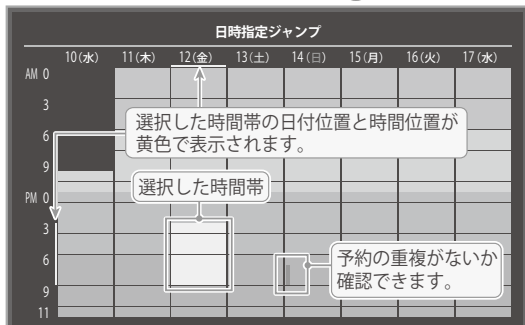 日時指定ジャンプ
10(水) 11(木) 12(金) 13(土) 14(日) 15(月) 16(火) 17(水)
AM 0
3
選択した時間帯の日付位置と時間位置が
6
黄色で表示されます。
9
選択した時間帯
PM 0
3
予約の重複がないか
6
確認できます。
9
11